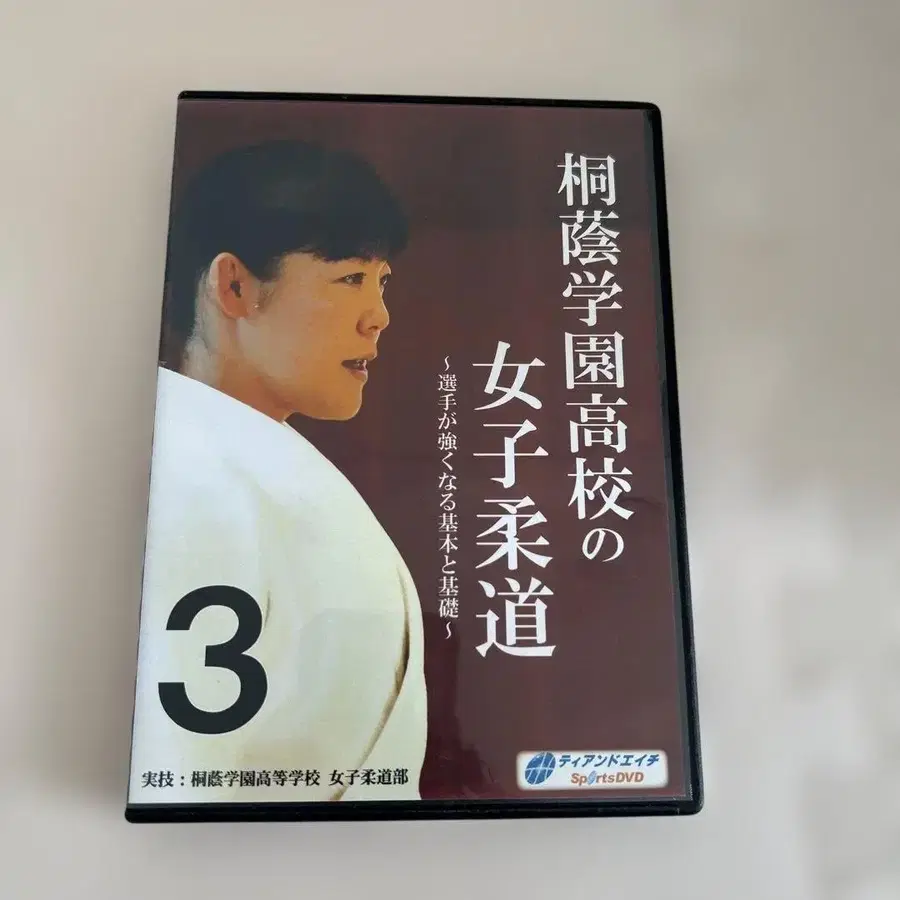 桐蔭学園高校の
女子柔道
～選手が強くなる基本と基礎～
3
実技：桐蔭学園高等学校 女子柔道部
ティアンドエイチ
SportsDVD